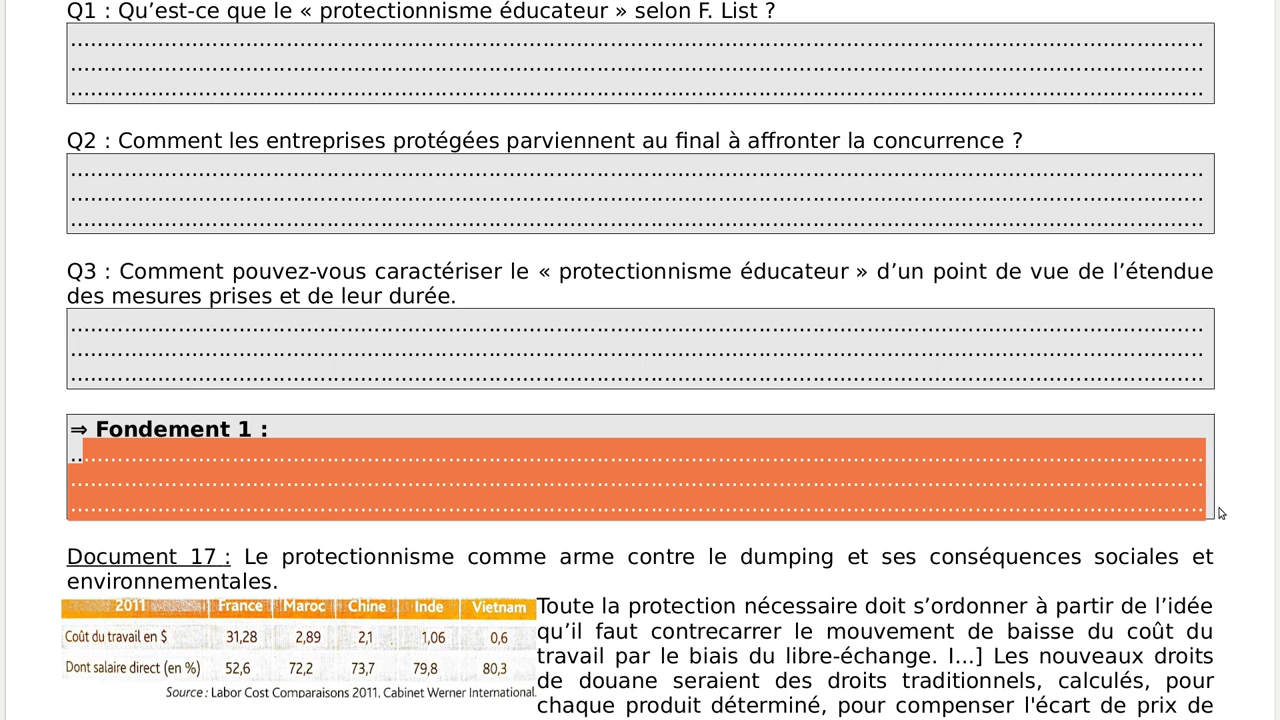 Q1 : Qu’est-ce que le « protectionnisme éducateur » selon F. List ?
Q2 : Comment les entreprises protégées parviennent au final à affronter la concurrence ?
Q3 : Comment pouvez-vous caractériser le « protectionnisme éducateur » d’un point de vue de l’étendue
des mesures prises et de leur durée.
⇒ Fondement 1 :
Document 17 : Le protectionnisme comme arme contre le dumping et ses conséquences sociales et
environnementales.
2011 France Maroc Chine Inde Vietnam
Coût du travail en $ 31,28 2,89 2,1 1,06 0,6
Dont salaire direct (en %) 52,6 72,2 73,7 79,8 80,3
Source : Labor Cost Comparaisons 2011, Cabinet Werner International.
Toute la protection nécessaire doit s’ordonner à partir de l’idée
qu’il faut contrecarrer le mouvement de baisse du coût du
travail par le biais du libre-échange. I…] Les nouveaux droits
de douane seraient des droits traditionnels, calculés, pour
chaque produit déterminé, pour compenser l'écart de prix de